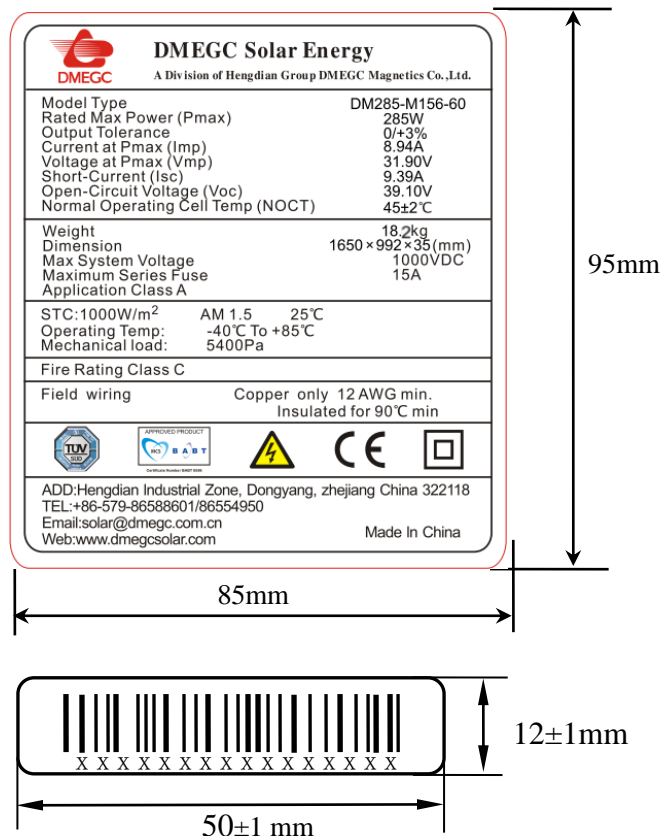 DMEGC
DMEGC Solar Energy
A Division of Hengdian Group DMEGC Magnetics Co.,Ltd.
Model Type DM285-M156-60
Rated Max Power (Pmax) 285W
Output Tolerance 0/+3%
Current at Pmax (Imp) 8.94A
Voltage at Pmax (Vmp) 31.90V
Short-Current (Isc) 9.39A
Open-Circuit Voltage (Voc) 39.10V
Normal Operating Cell Temp (NOCT) 45±2℃
Weight 18.2kg
Dimension 1650×992×35(mm)
Max System Voltage 1000VDC
Maximum Series Fuse 15A
Application Class A
STC:1000W/m² AM 1.5 25℃
Operating Temp: -40℃ To +85℃
Mechanical load: 5400Pa
Fire Rating Class C
Field wiring Copper only 12 AWG min.
Insulated for 90℃ min
TÜV
SÜD
APPROVED PRODUCT
MCS BABT
Certificate Number BABT 8500
CE
ADD:Hengdian Industrial Zone, Dongyang, zhejiang China 322118
TEL:+86-579-86588601/86554950
Email:solar@dmegc.com.cn
Web:www.dmegcsolar.com
Made In China
95mm
85mm
X X X X X X X X X X X X X X X X
12±1mm
50±1 mm